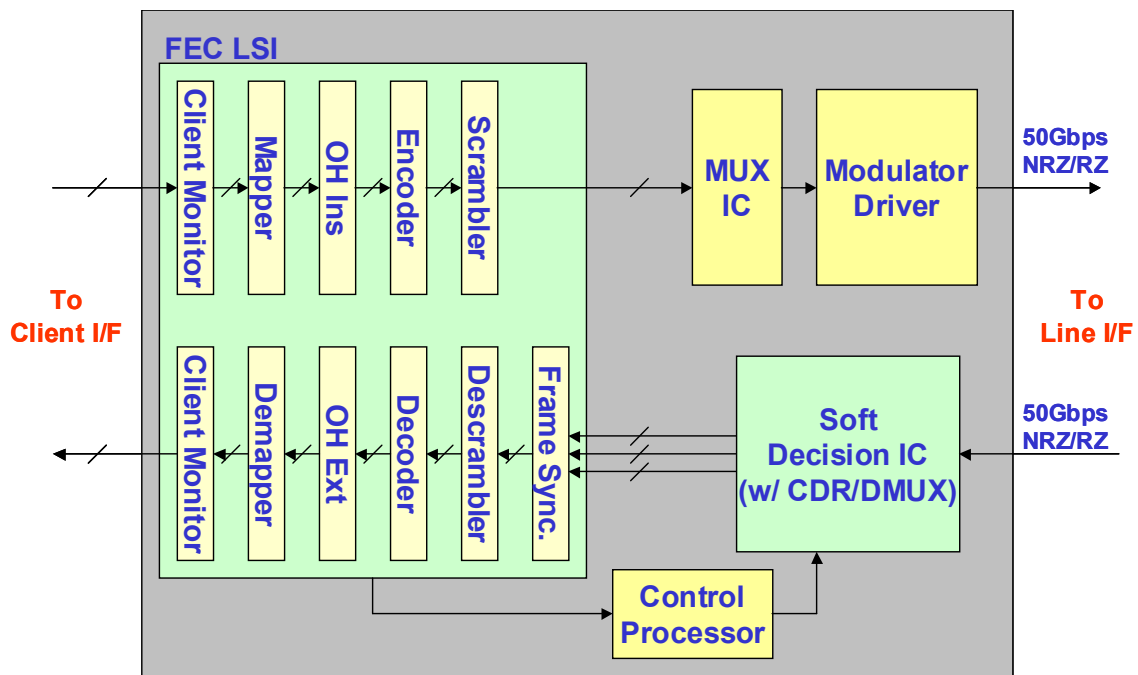 FEC LSI
Client Monitor
Mapper
OH Ins
Encoder
Scrambler
MUX
IC
Modulator
Driver
50Gbps
NRZ/RZ
To
Client I/F
To
Line I/F
Client Monitor
Demapper
OH Ext
Decoder
Descrambler
Frame Sync.
Soft
Decision IC
(w/ CDR/DMUX)
50Gbps
NRZ/RZ
Control
Processor